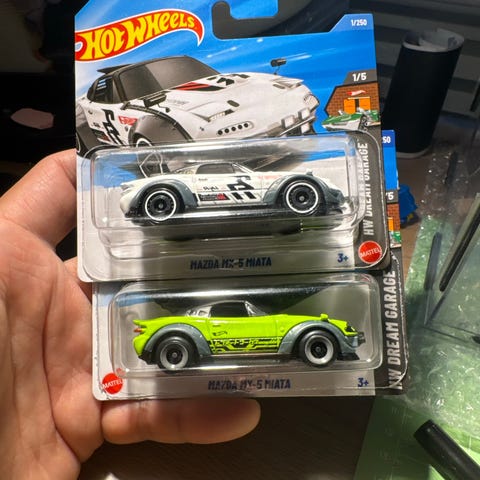 HOT WHEELS
1/250
1/5
HW DREAM GARAGE
MAZDA MX-5 MIATA
MATTEL
3+
HW DREAM GARAGE
MATTEL
MAZDA MX-5 MIATA
3+